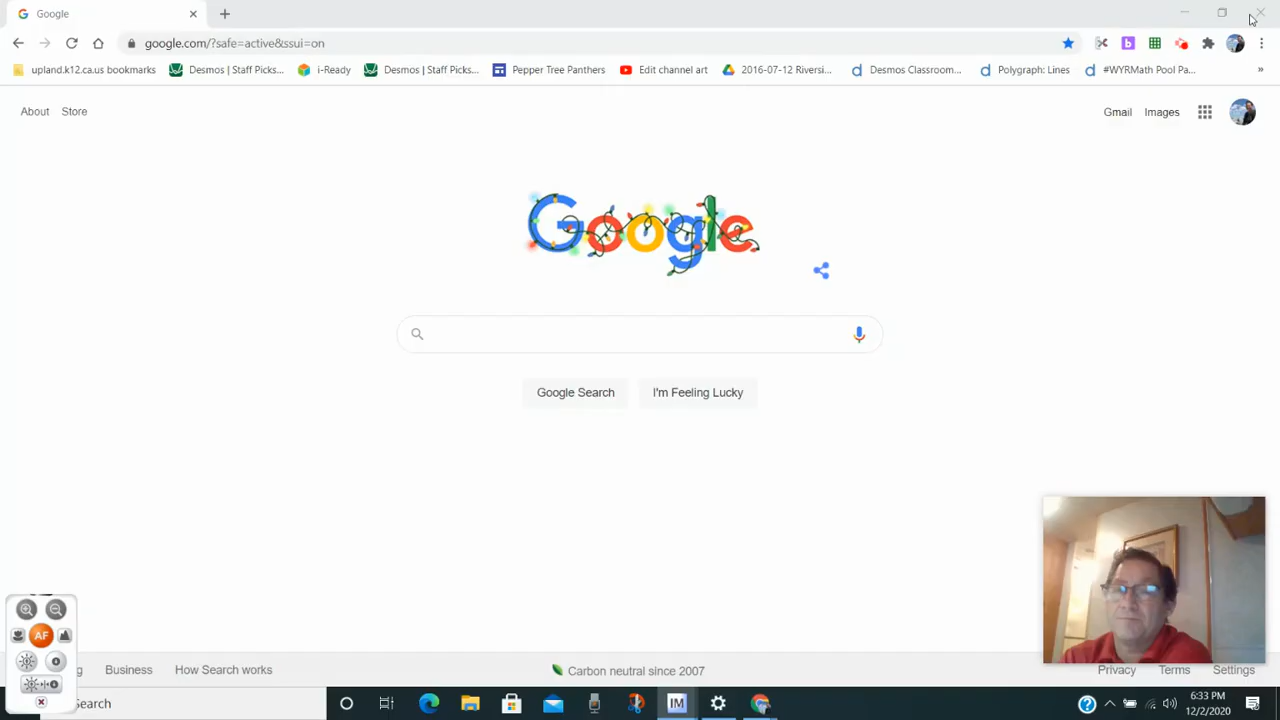 Google
google.com/?safe=active&ssui=on
upland.k12.ca.us bookmarks
Desmos | Staff Picks...
i-Ready
Desmos | Staff Picks...
Pepper Tree Panthers
Edit channel art
2016-07-12 Riversi...
Desmos Classroom...
Polygraph: Lines
#WYRMath Pool Pa...
»
About
Store
Gmail
Images
Google
Google Search
I'm Feeling Lucky
AF
g
Business
How Search works
Carbon neutral since 2007
Privacy
Terms
Settings
Search
IM
6:33 PM
12/2/2020